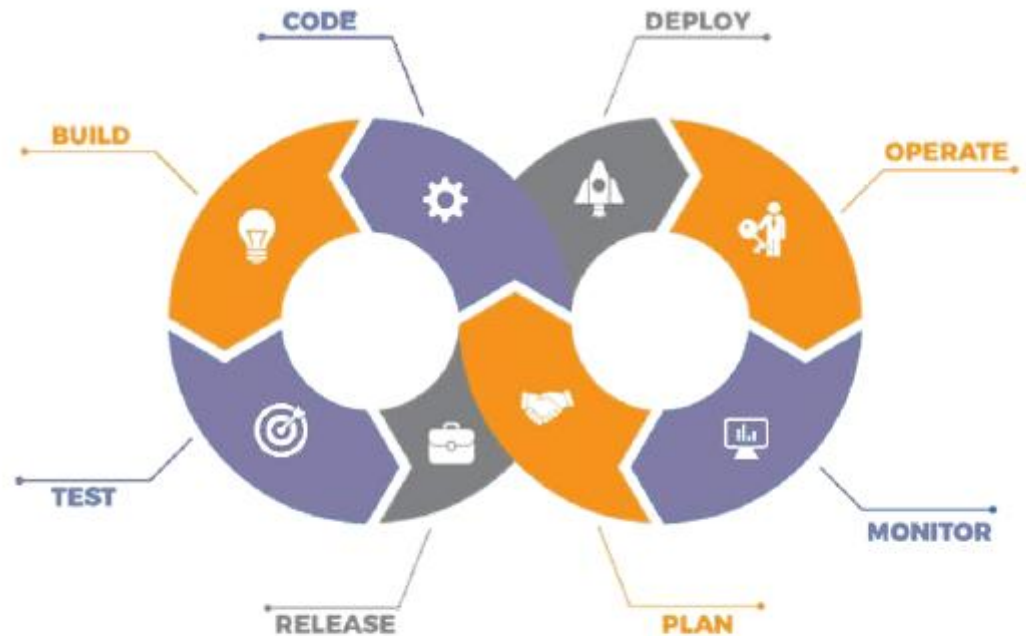 CODE
DEPLOY
BUILD
OPERATE
TEST
MONITOR
RELEASE
PLAN